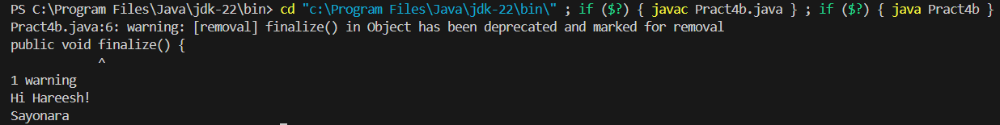 PS C:\Program Files\Java\jdk-22\bin> cd "c:\Program Files\Java\jdk-22\bin\" ; if ($?) { javac Pract4b.java } ; if ($?) { java Pract4b }
Pract4b.java:6: warning: [removal] finalize() in Object has been deprecated and marked for removal
public void finalize() {
            ^
1 warning
Hi Hareesh!
Sayonara